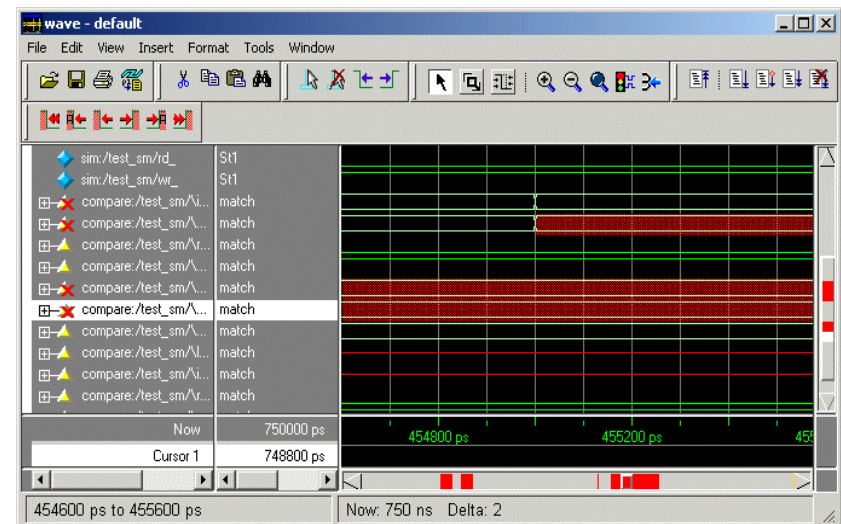 wave - default
File Edit View Insert Format Tools Window
sim:/test_sm/rd_ St1
sim:/test_sm/wr_ St1
compare:/test_sm/\i... match
compare:/test_sm/\... match
compare:/test_sm/\r... match
compare:/test_sm/\... match
compare:/test_sm/\... match
compare:/test_sm/\... match
compare:/test_sm/\... match
compare:/test_sm/\l... match
compare:/test_sm/\i... match
compare:/test_sm/\r... match
Now 750000 ps 454800 ps 455200 ps
Cursor 1 748800 ps
454600 ps to 455600 ps Now: 750 ns Delta: 2